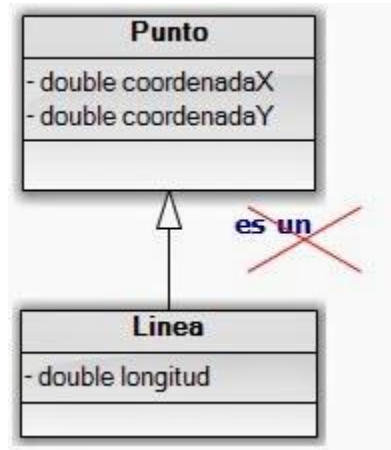 Punto
- double coordenadaX
- double coordenadaY
es un
Linea
- double longitud